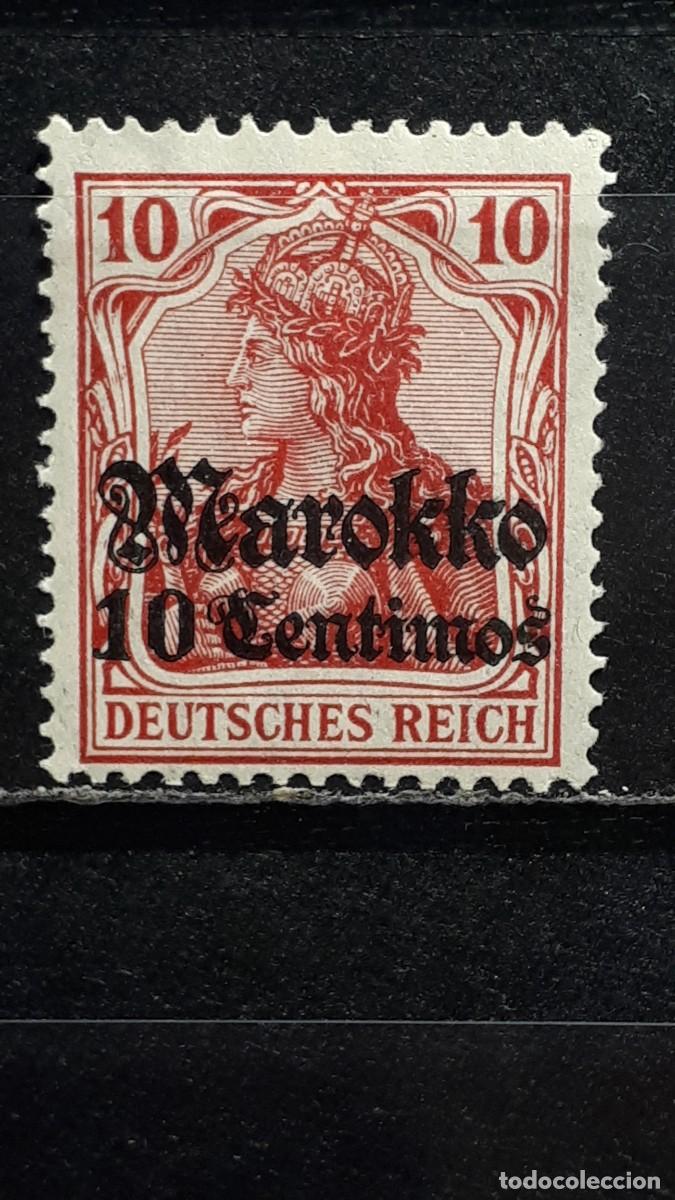 10 10
Marokko
10 Centimos
DEUTSCHES REICH
todocoleccion